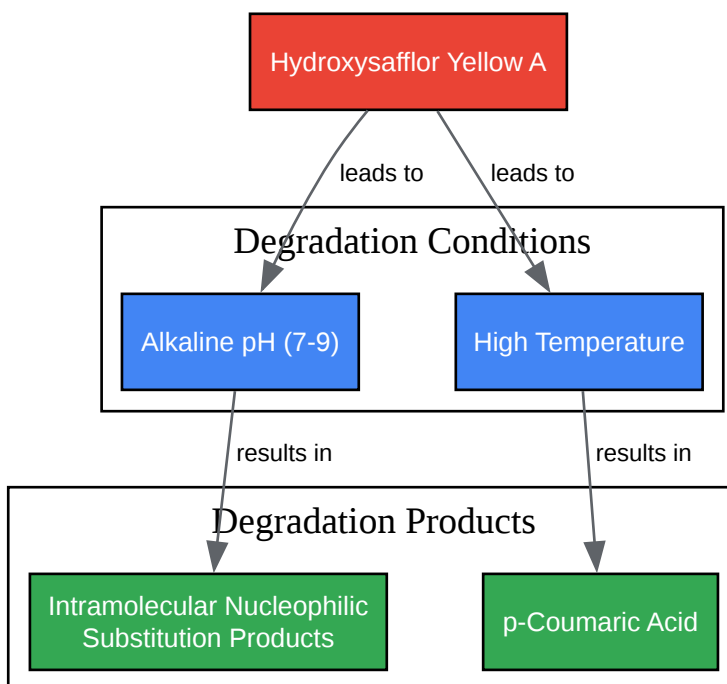 Hydroxysafflor Yellow A
leads to
leads to
Degradation Conditions
Alkaline pH (7-9)
High Temperature
results in
results in
Degradation Products
Intramolecular Nucleophilic
Substitution Products
p-Coumaric Acid